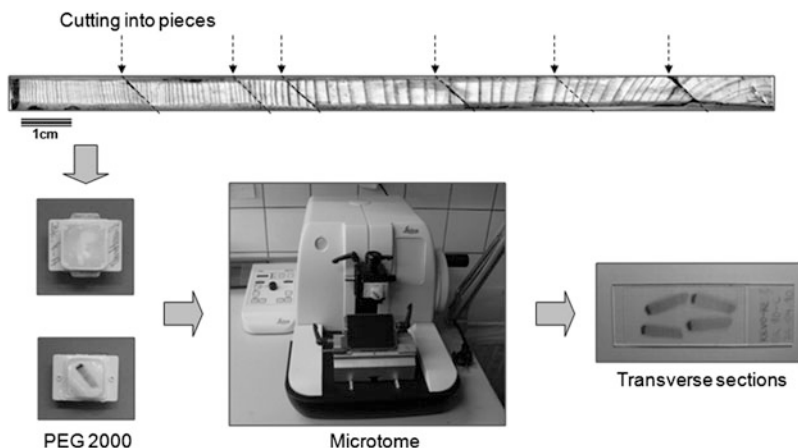 Cutting into pieces
1cm
PEG 2000
Microtome
Transverse sections